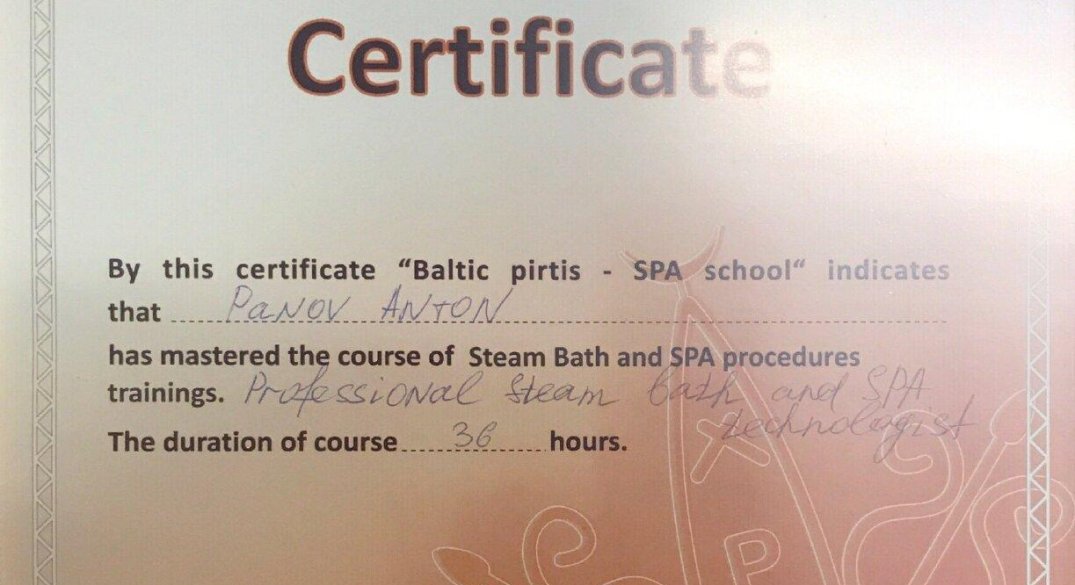 Certificate
By this certificate “Baltic pirtis - SPA school“ indicates
that PANOV ANTON
has mastered the course of Steam Bath and SPA procedures
trainings. Professional Steam bath and SPA
technologist
The duration of course 36 hours.
P